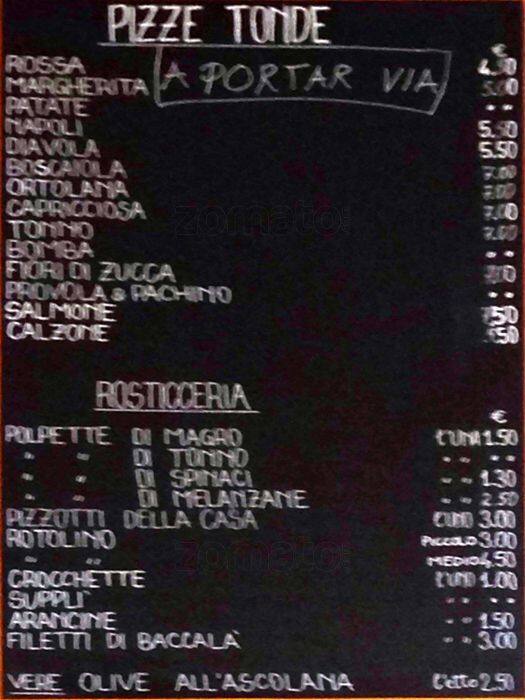 PIZZE TONDE
A PORTAR VIA
€
ROSSA 4.50
MARGHERITA 5.00
PATATE " "
NAPOLI 5.50
DIAVOLA 5.50
BOSCAIOLA 7.00
ORTOLANA 7.00
CAPRICCIOSA 7.00
TONNO 7.00
BOMBA " "
FIORI DI ZUCCA
PROVOLA & PACHINO " "
SALMONE 7.50
CALZONE
zomato
ROSTICCERIA
€
POLPETTE DI MAGRO L'UNA 1.50
" " DI TONNO " " " "
" " DI SPINACI " " 1.30
" " DI MELANZANE " " 2.50
PIZZOTTI DELLA CASA L'UNO 3.00
ROTOLINO PICCOLO 3.00
" " MEDIO 4,50
zomato
CROCCHETTE L'UNO 1.00
SUPPLI' " " " "
ARANCINE " " 1.50
FILETTI DI BACCALA' " " 3.00
VERE OLIVE ALL'ASCOLANA L'etto 2.50